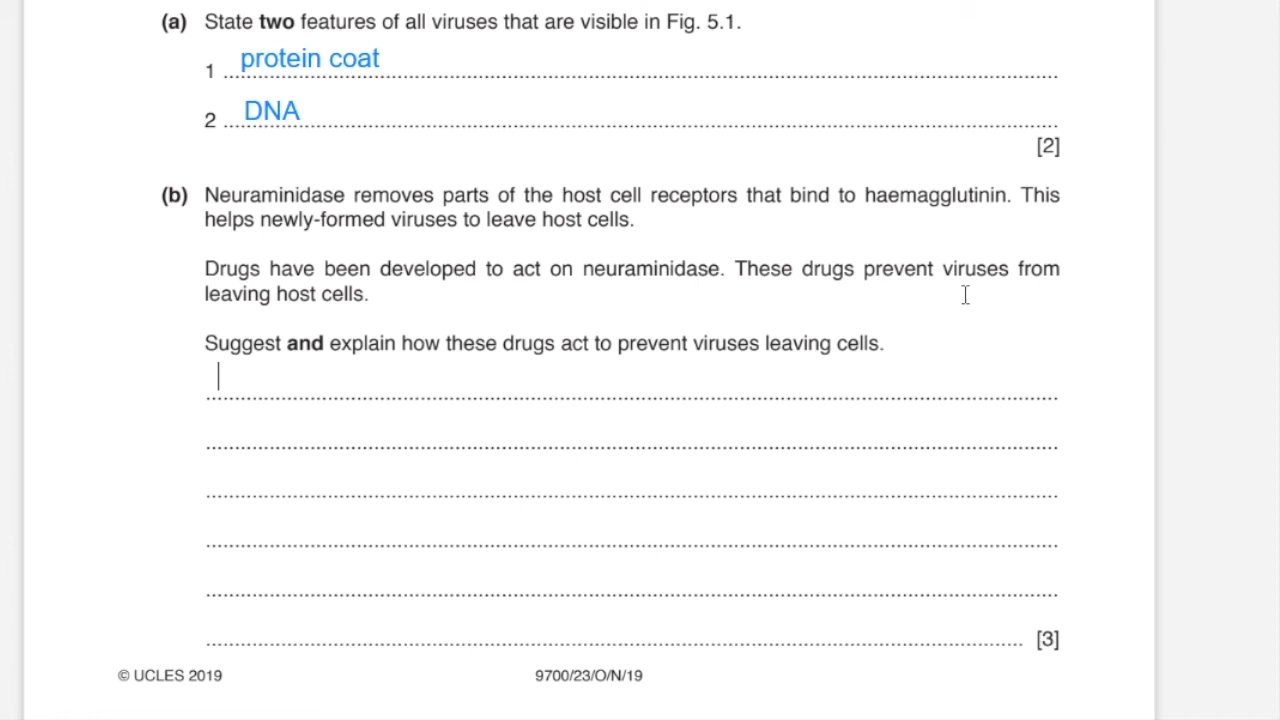 (a) State two features of all viruses that are visible in Fig. 5.1.
1 protein coat
2 DNA
[2]
(b) Neuraminidase removes parts of the host cell receptors that bind to haemagglutinin. This
helps newly-formed viruses to leave host cells.
Drugs have been developed to act on neuraminidase. These drugs prevent viruses from
leaving host cells.
Suggest and explain how these drugs act to prevent viruses leaving cells.
[3]
© UCLES 2019 9700/23/O/N/19